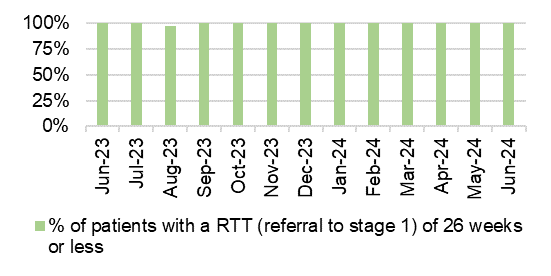 100%
75%
50%
25%
0%
Jun-23
Jul-23
Aug-23
Sep-23
Oct-23
Nov-23
Dec-23
Jan-24
Feb-24
Mar-24
Apr-24
May-24
Jun-24
% of patients with a RTT (referral to stage 1) of 26 weeks
or less